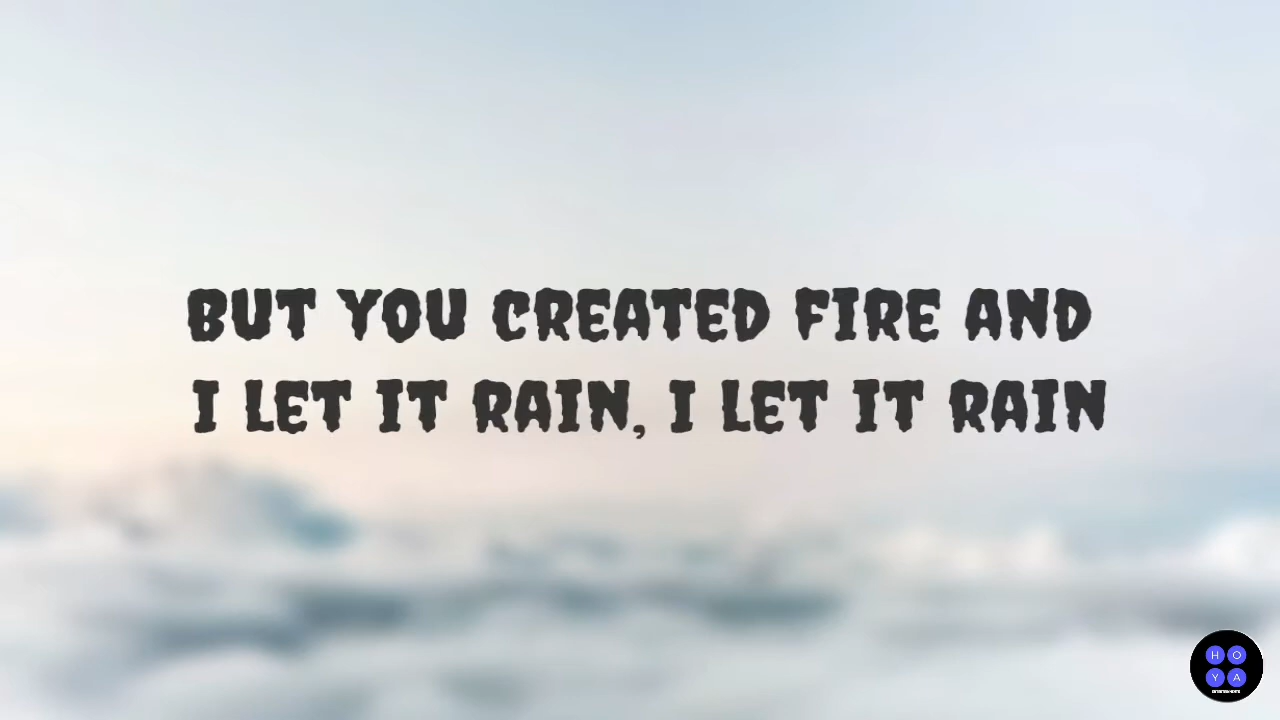 BUT YOU CREATED FIRE AND
I LET IT RAIN, I LET IT RAIN
H O
Y A